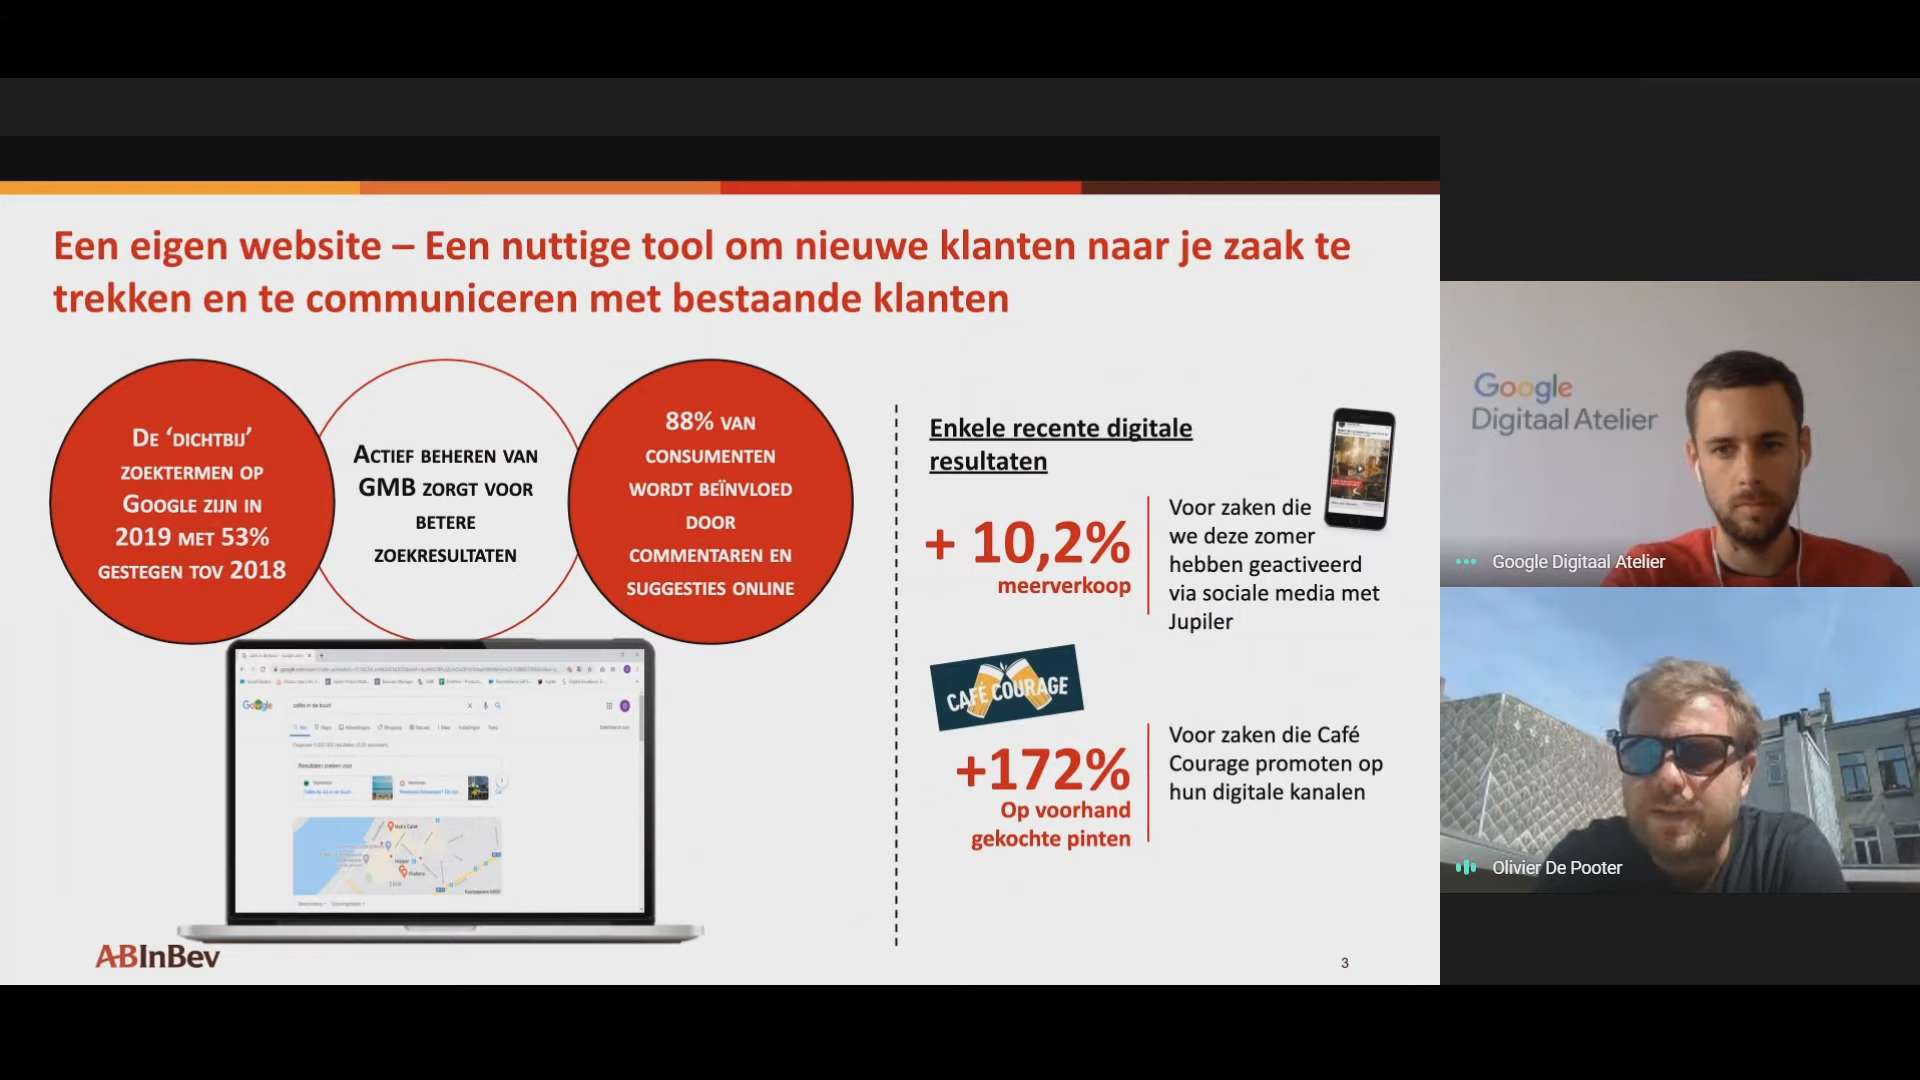 Een eigen website – Een nuttige tool om nieuwe klanten naar je zaak te
trekken en te communiceren met bestaande klanten
De ‘dichtbij’
zoektermen op
Google zijn in
2019 met 53%
gestegen tov 2018
Actief beheren van
GMB zorgt voor
betere
zoekresultaten
88% van
consumenten
wordt beïnvloed
door
commentaren en
suggesties online
Enkele recente digitale
resultaten
+ 10,2%
meerverkoop
Voor zaken die
we deze zomer
hebben geactiveerd
via sociale media met
Jupiler
CAFÉ COURAGE
+172%
Op voorhand
gekochte pinten
Voor zaken die Café
Courage promoten op
hun digitale kanalen
Google
ABInBev
3
Google
Digitaal Atelier
Google Digitaal Atelier
Olivier De Pooter